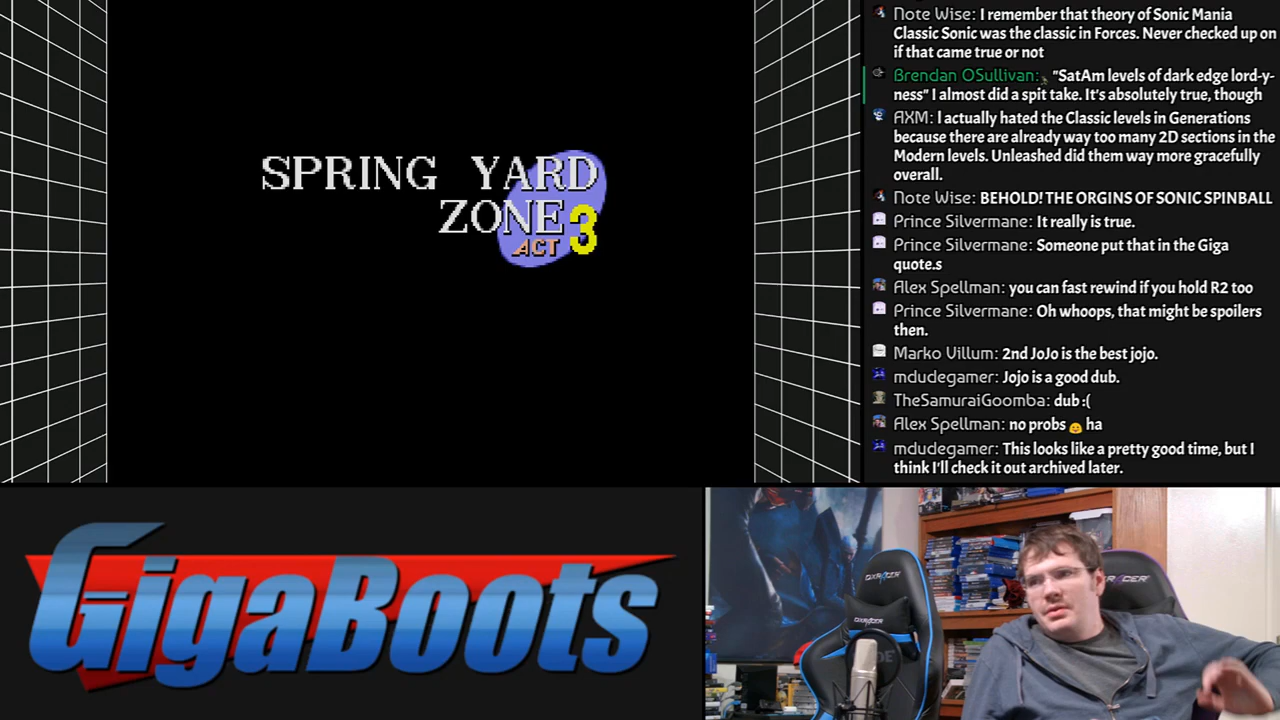 SPRING YARD
ZONE 3
ACT
Note Wise: I remember that theory of Sonic Mania
Classic Sonic was the classic in Forces. Never checked up on
if that came true or not
Brendan OSullivan: "SatAm levels of dark edge lord-y-
ness" I almost did a spit take. It's absolutely true, though
AXM: I actually hated the Classic levels in Generations
because there are already way too many 2D sections in the
Modern levels. Unleashed did them way more gracefully
overall.
Note Wise: BEHOLD! THE ORGINS OF SONIC SPINBALL
Prince Silvermane: It really is true.
Prince Silvermane: Someone put that in the Giga
quote.s
Alex Spellman: you can fast rewind if you hold R2 too
Prince Silvermane: Oh whoops, that might be spoilers
then.
Marko Villum: 2nd JoJo is the best jojo.
mdudegamer: Jojo is a good dub.
TheSamuraiGoomba: dub :(
Alex Spellman: no probs ha
mdudegamer: This looks like a pretty good time, but I
think I'll check it out archived later.
GigaBoots
DXRACER